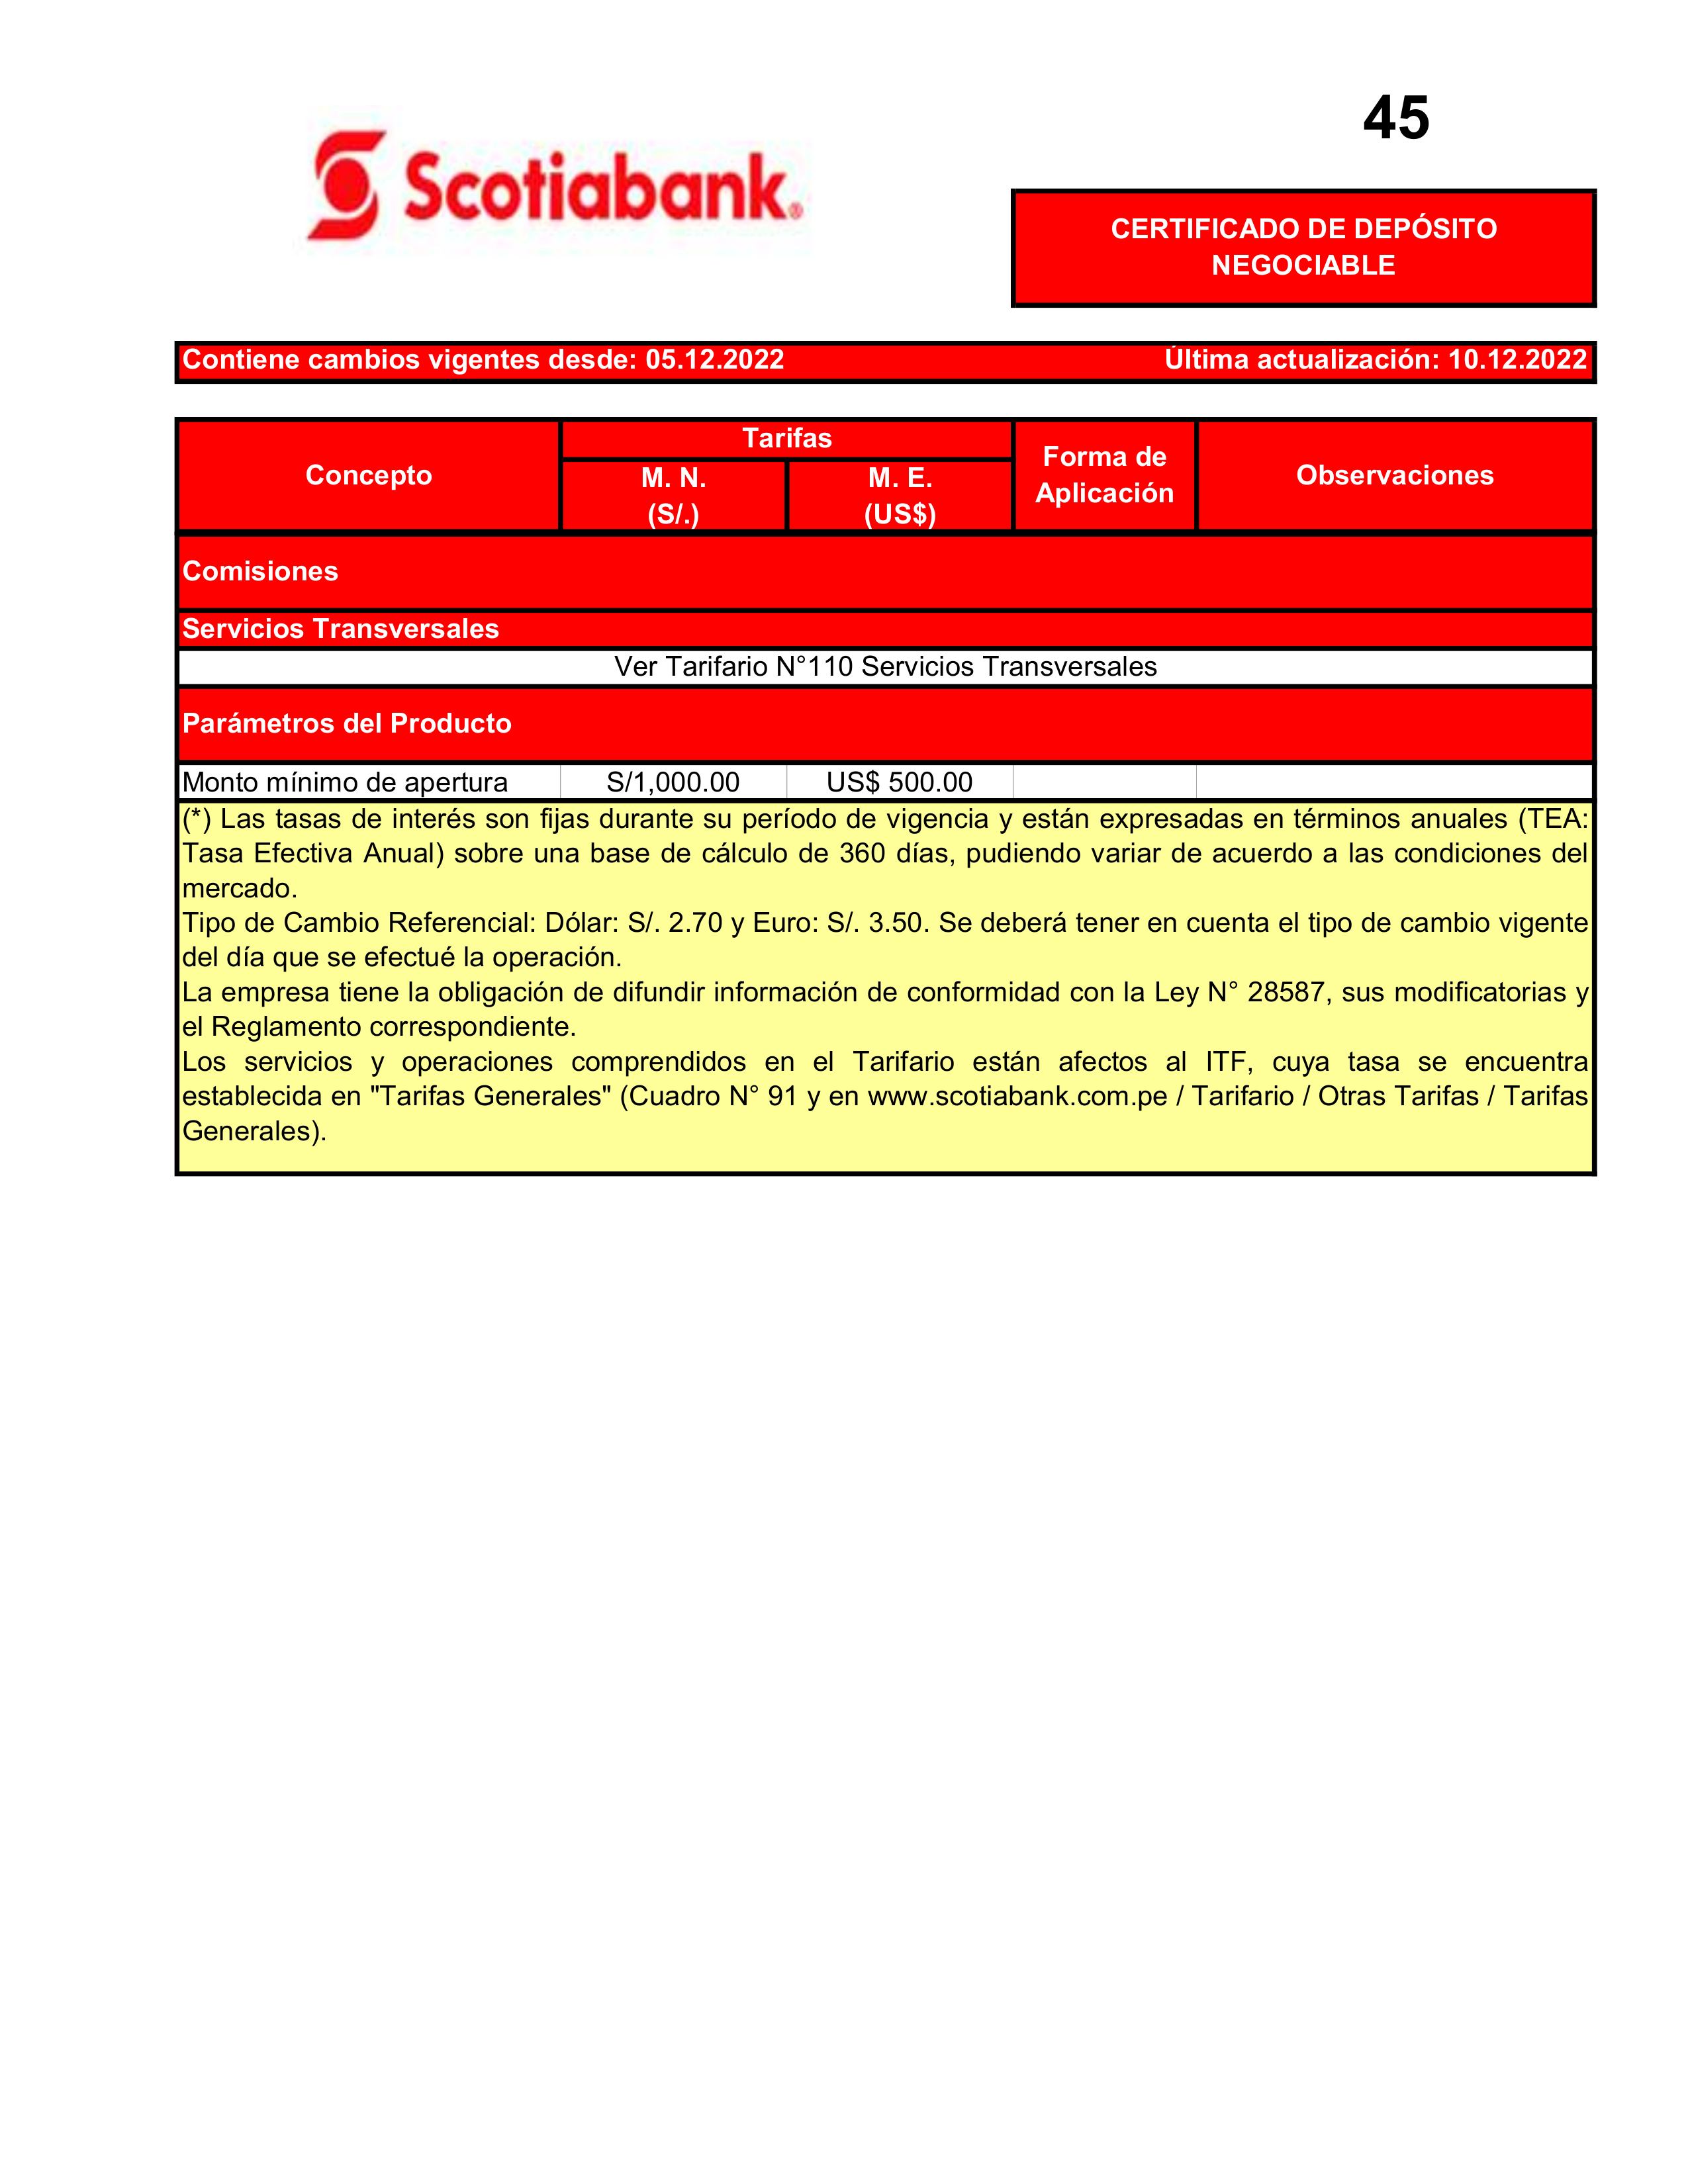 45
Scotiabank®
CERTIFICADO DE DEPÓSITO
NEGOCIABLE
Contiene cambios vigentes desde: 05.12.2022 Última actualización: 10.12.2022
Concepto
Tarifas
M. N.
(S/.)
M. E.
(US$)
Forma de
Aplicación
Observaciones
Comisiones
Servicios Transversales
Ver Tarifario N°110 Servicios Transversales
Parámetros del Producto
Monto mínimo de apertura S/1,000.00 US$ 500.00
(*) Las tasas de interés son fijas durante su período de vigencia y están expresadas en términos anuales (TEA:
Tasa Efectiva Anual) sobre una base de cálculo de 360 días, pudiendo variar de acuerdo a las condiciones del
mercado.
Tipo de Cambio Referencial: Dólar: S/. 2.70 y Euro: S/. 3.50. Se deberá tener en cuenta el tipo de cambio vigente
del día que se efectué la operación.
La empresa tiene la obligación de difundir información de conformidad con la Ley N° 28587, sus modificatorias y
el Reglamento correspondiente.
Los servicios y operaciones comprendidos en el Tarifario están afectos al ITF, cuya tasa se encuentra
establecida en "Tarifas Generales" (Cuadro N° 91 y en www.scotiabank.com.pe / Tarifario / Otras Tarifas / Tarifas
Generales).